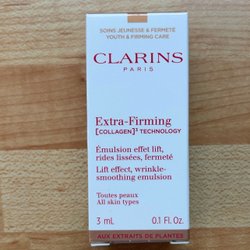 SOINS JEUNESSE & FERMETÉ
YOUTH & FIRMING CARE
CLARINS
PARIS
Extra-Firming
[COLLAGEN]³ TECHNOLOGY
Émulsion effet lift,
rides lissées, fermeté
Lift effect, wrinkle-
smoothing emulsion
Toutes peaux
All skin types
3 mL 0.1 Fl. Oz.
AUX EXTRAITS DE PLANTES